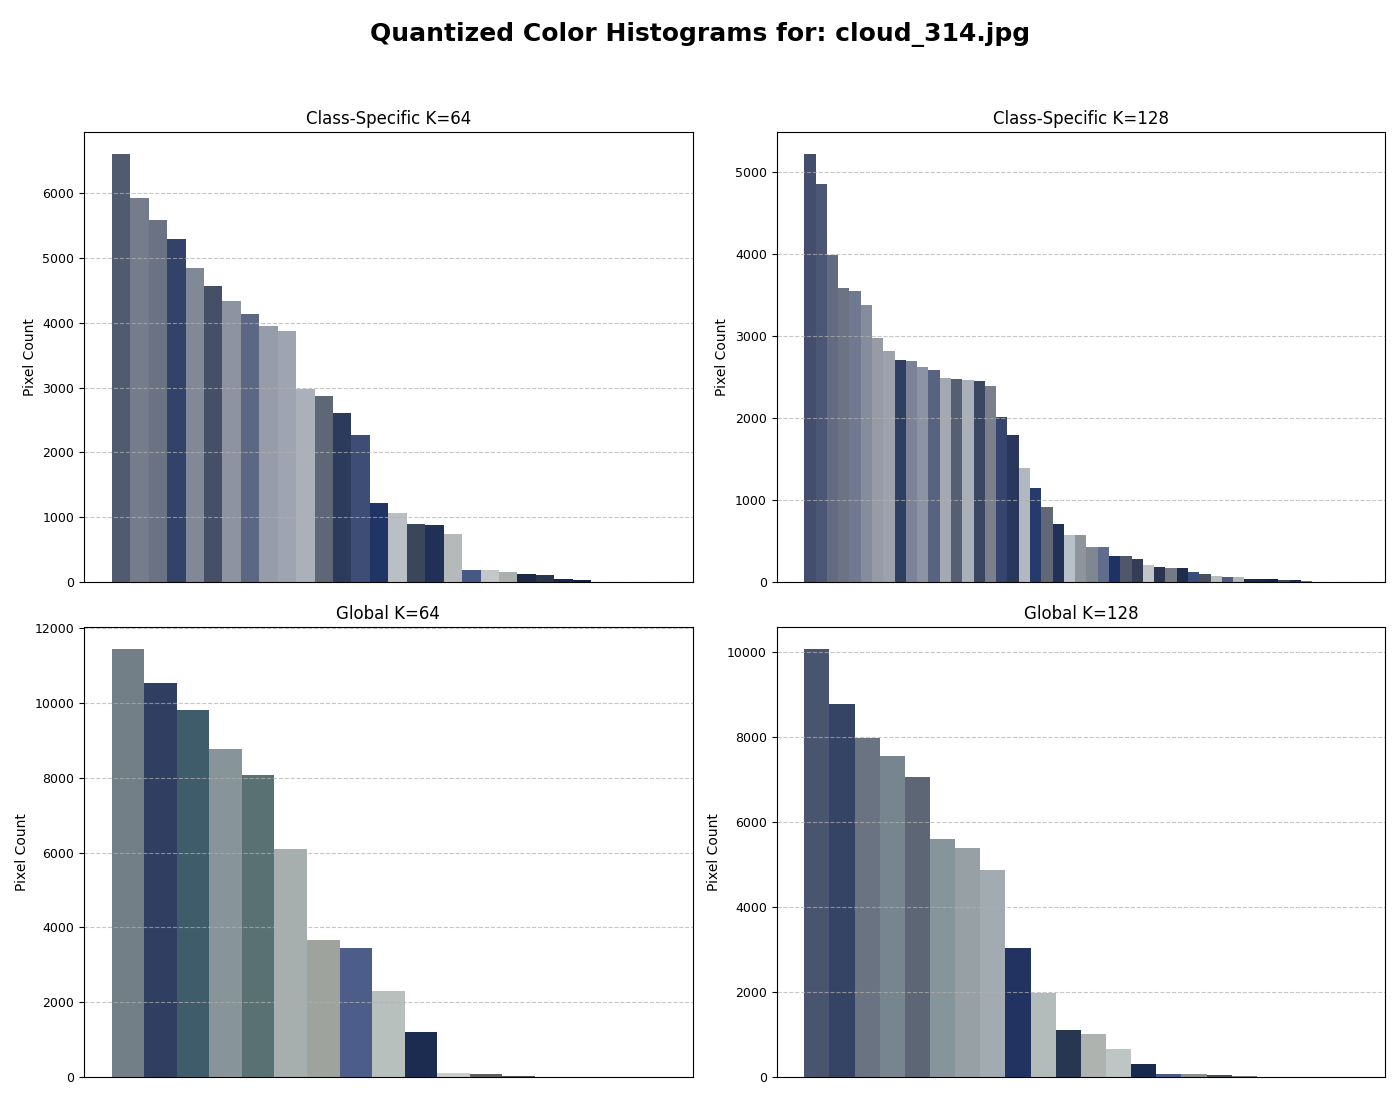 Quantized Color Histograms for: cloud_314.jpg
Class-Specific K=64
Pixel Count
6000
5000
4000
3000
2000
1000
0
Class-Specific K=128
Pixel Count
5000
4000
3000
2000
1000
0
Global K=64
Pixel Count
12000
10000
8000
6000
4000
2000
0
Global K=128
Pixel Count
10000
8000
6000
4000
2000
0